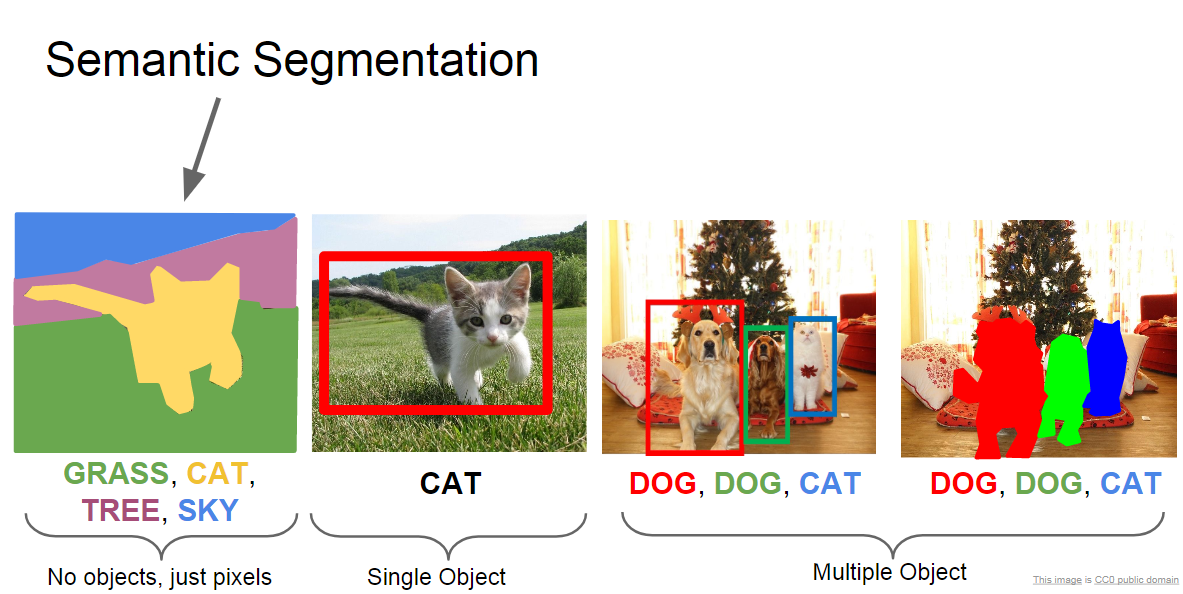 Semantic Segmentation
GRASS, CAT,
TREE, SKY
CAT
DOG, DOG, CAT
DOG, DOG, CAT
No objects, just pixels
Single Object
Multiple Object
This image is CC0 public domain